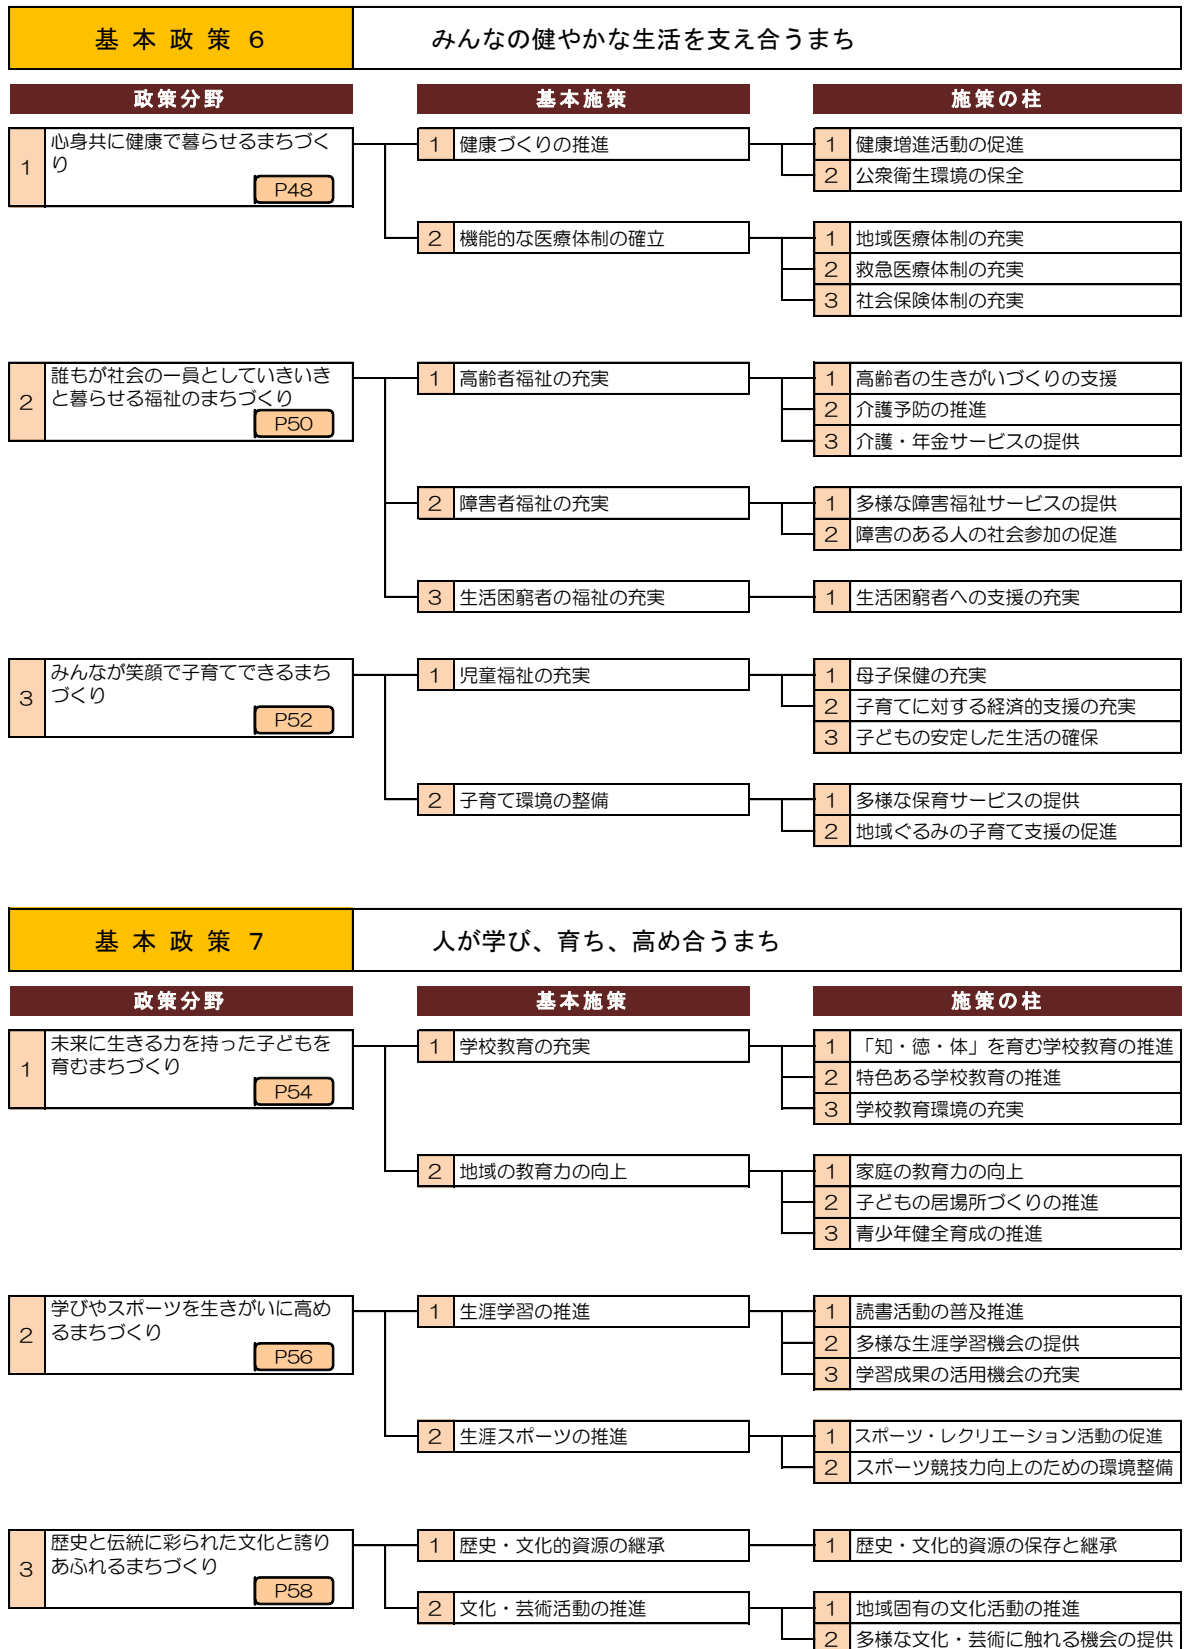 基本政策６
みんなの健やかな生活を支え合うまち
政策分野
基本施策
施策の柱
1
心身共に健康で暮らせるまちづく
り
P48
1 健康づくりの推進
1 健康増進活動の促進
2 公衆衛生環境の保全
2 機能的な医療体制の確立
1 地域医療体制の充実
2 救急医療体制の充実
3 社会保険体制の充実
2
誰もが社会の一員としていきいき
と暮らせる福祉のまちづくり
P50
1 高齢者福祉の充実
1 高齢者の生きがいづくりの支援
2 介護予防の推進
3 介護・年金サービスの提供
2 障害者福祉の充実
1 多様な障害福祉サービスの提供
2 障害のある人の社会参加の促進
3 生活困窮者の福祉の充実
1 生活困窮者への支援の充実
3
みんなが笑顔で子育てできるまち
づくり
P52
1 児童福祉の充実
1 母子保健の充実
2 子育てに対する経済的支援の充実
3 子どもの安定した生活の確保
2 子育て環境の整備
1 多様な保育サービスの提供
2 地域ぐるみの子育て支援の促進
基本政策７
人が学び、育ち、高め合うまち
政策分野
基本施策
施策の柱
1
未来に生きる力を持った子どもを
育むまちづくり
P54
1 学校教育の充実
1 「知・徳・体」を育む学校教育の推進
2 特色ある学校教育の推進
3 学校教育環境の充実
2 地域の教育力の向上
1 家庭の教育力の向上
2 子どもの居場所づくりの推進
3 青少年健全育成の推進
2
学びやスポーツを生きがいに高め
るまちづくり
P56
1 生涯学習の推進
1 読書活動の普及推進
2 多様な生涯学習機会の提供
3 学習成果の活用機会の充実
2 生涯スポーツの推進
1 スポーツ・レクリエーション活動の促進
2 スポーツ競技力向上のための環境整備
3
歴史と伝統に彩られた文化と誇り
あふれるまちづくり
P58
1 歴史・文化的資源の継承
1 歴史・文化的資源の保存と継承
2 文化・芸術活動の推進
1 地域固有の文化活動の推進
2 多様な文化・芸術に触れる機会の提供